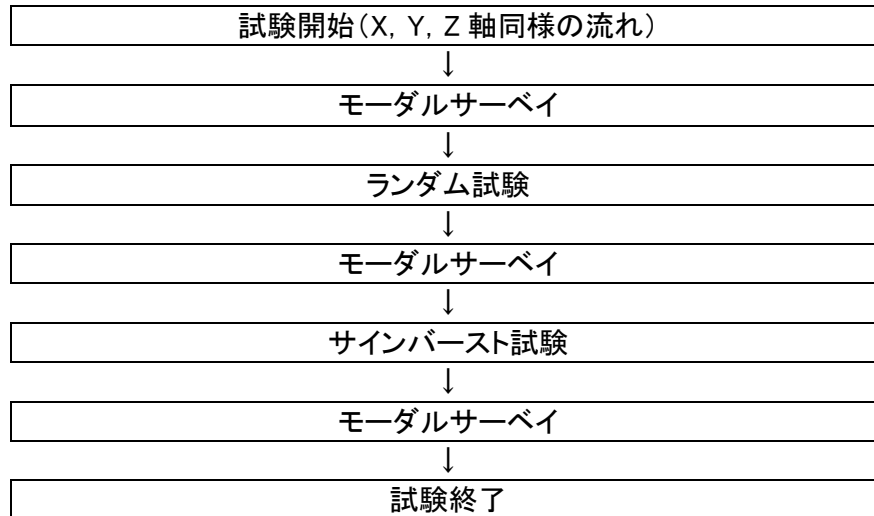 試験開始(X, Y, Z 軸同様の流れ)
↓
モーダルサーベイ
↓
ランダム試験
↓
モーダルサーベイ
↓
サインバースト試験
↓
モーダルサーベイ
↓
試験終了